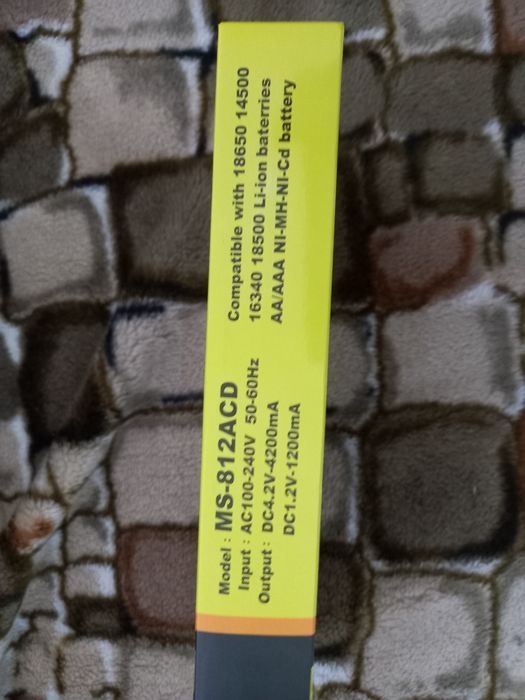 Model : MS-812ACD
Input : AC100-240V 50-60Hz
Output : DC4.2V-4200mA
DC1.2V-1200mA
Compatible with 18650 14500
16340 18500 Li-ion baterries
AA/AAA NI-MH-NI-Cd battery